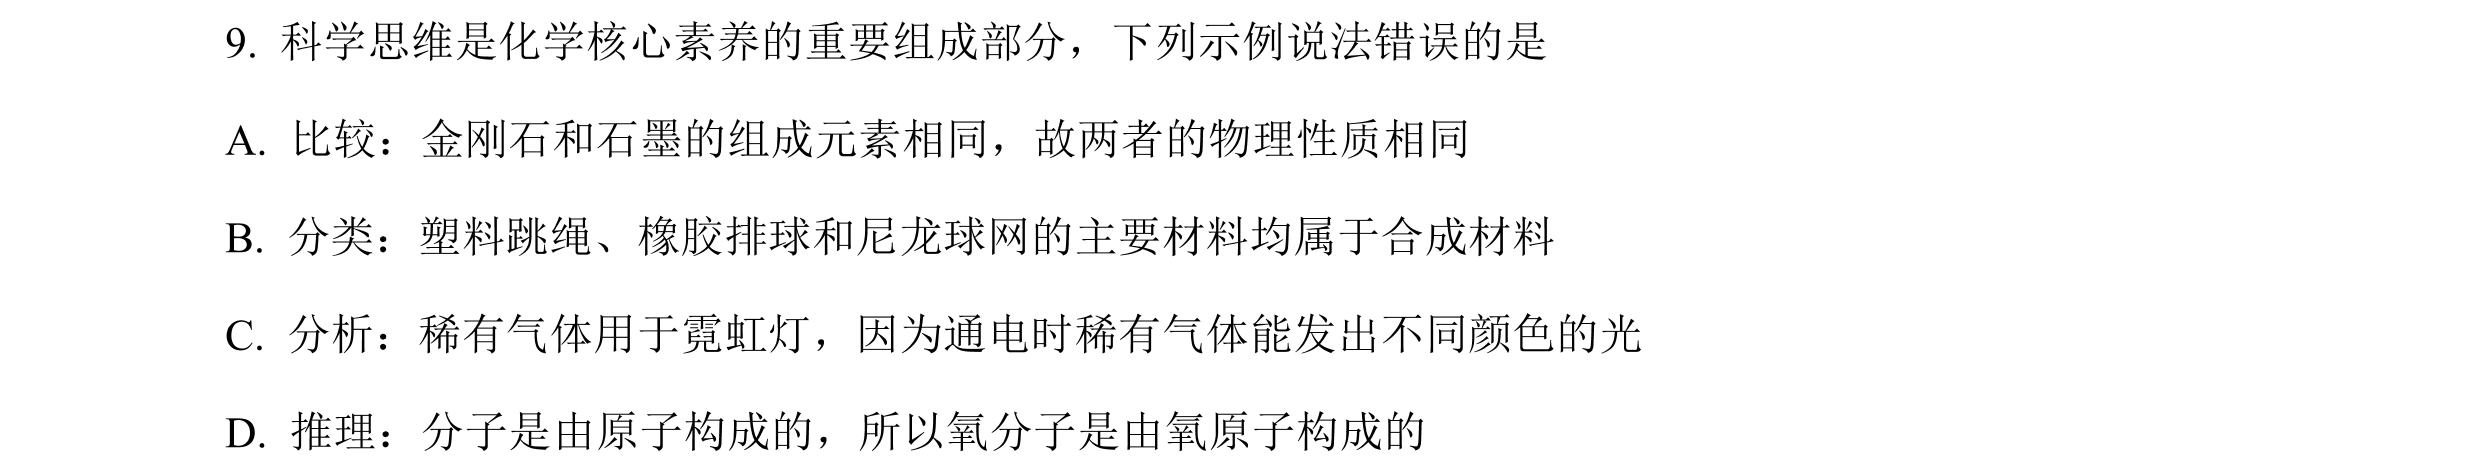 9. 科学思维是化学核心素养的重要组成部分，下列示例说法错误的是
A. 比较：金刚石和石墨的组成元素相同，故两者的物理性质相同
B. 分类：塑料跳绳、橡胶排球和尼龙球网的主要材料均属于合成材料
C. 分析：稀有气体用于霓虹灯，因为通电时稀有气体能发出不同颜色的光
D. 推理：分子是由原子构成的，所以氧分子是由氧原子构成的